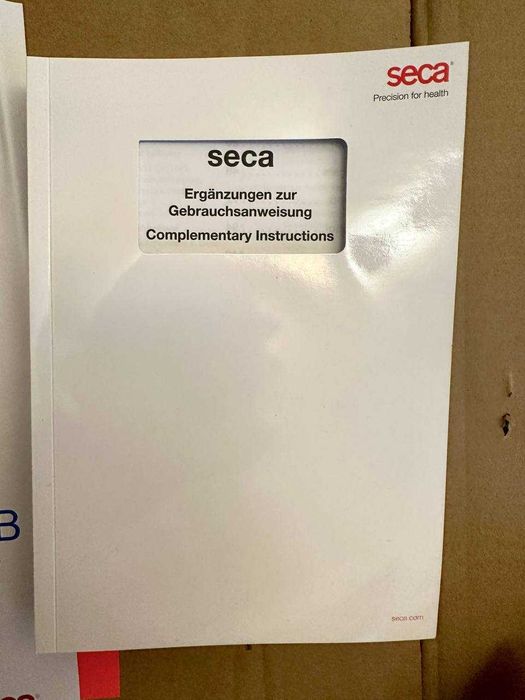 seca®
Precision for health
seca
Ergänzungen zur
Gebrauchsanweisung
Complementary Instructions
B
seca.com